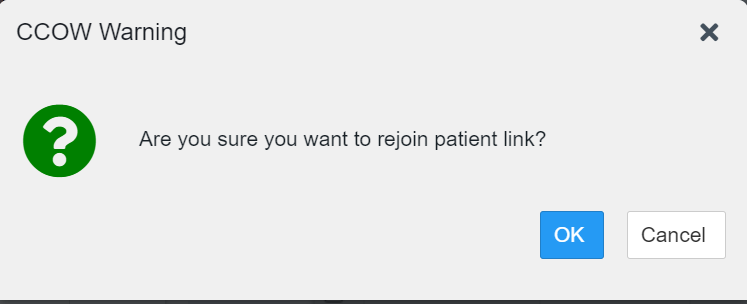 CCOW Warning
Are you sure you want to rejoin patient link?
OK
Cancel